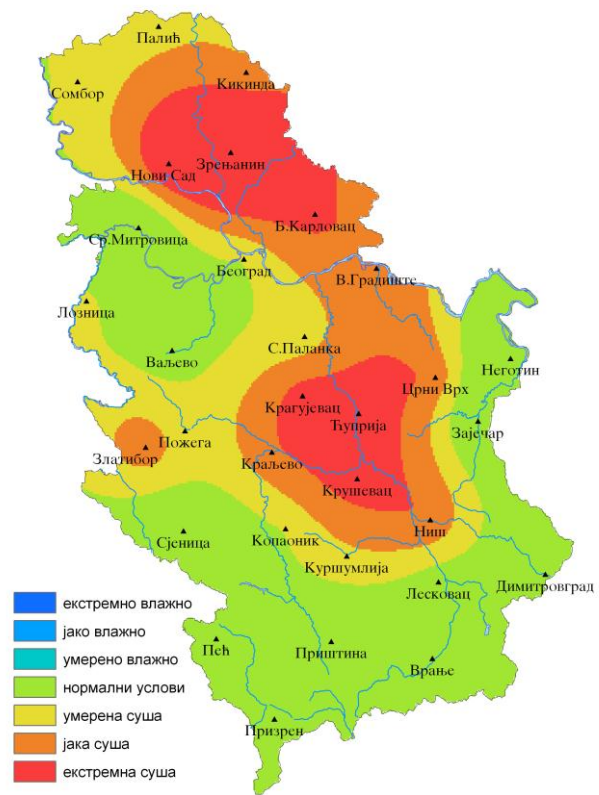 Палић
Кикинда
Сомбор
Зрењанин
Нови Сад
Б.Карловац
Ср.Митровица
Београд
В.Градиште
Лозница
С.Паланка
Ваљево
Неготин
Црни Врх
Крагујевац
Ћуприја
Зајечар
Пожега
Златибор
Краљево
Крушевац
Ниш
Сјеница
Копаоник
Куршумлија
Димитровград
Лесковац
екстремно влажно
јако влажно
Пећ
Приштина
умерено влажно
Врање
нормални услови
умерена суша
Призрен
јака суша
екстремна суша